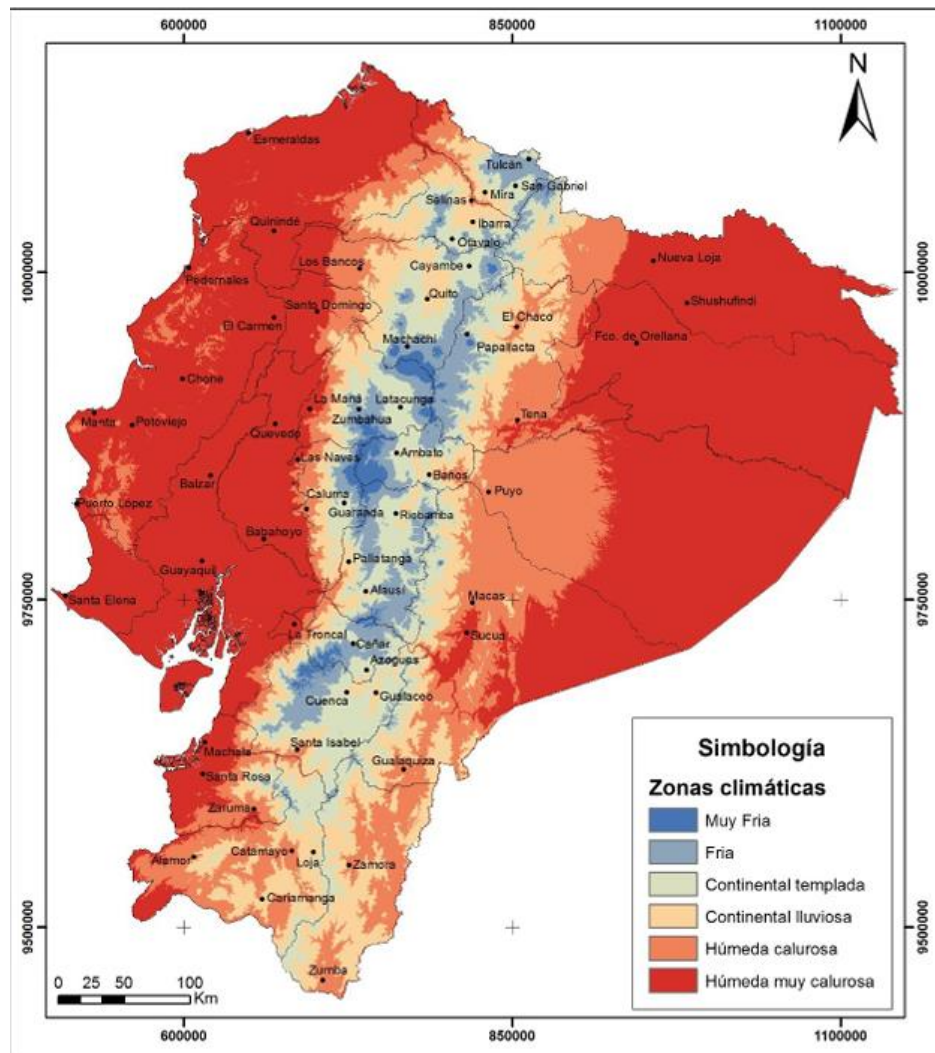 6000000
850000
1100000
N
Esmeraldas
Tulcán
San Gabriel
Mira
Salinas
Ibarra
Quinindé
Otavalo
Los Bancos
Cayambe
Nueva Loja
Pedernales
Quito
Santo Domingo
Shushufindi
El Carmen
El Chaco
Machachi
Papallacta
Fco. de Orellana
Chone
La Maná
Latacunga
Manta
Potoviejo
Zumbahua
Tena
Quevedo
Ambato
Las Naves
Balzar
Baños
Puyo
Caluma
Puerto López
Guaranda
Riobamba
Babahoyo
Pallatanga
Guayaquil
Santa Elena
Alausí
Macas
La Troncal
Sucua
Cañar
Azogues
Cuenca
Gualaceo
Machala
Santa Isabel
Gualaquiza
Santa Rosa
Zaruma
Catamayo
Alamor
Loja
Zamora
Cariamanga
Zumba
10000000
9750000
9500000
10000000
9750000
9500000
Simbología
Zonas climáticas
Muy Fria
Fria
Continental templada
Continental lluviosa
Húmeda calurosa
Húmeda muy calurosa
0 25 50 100
Km
600000
850000
1100000